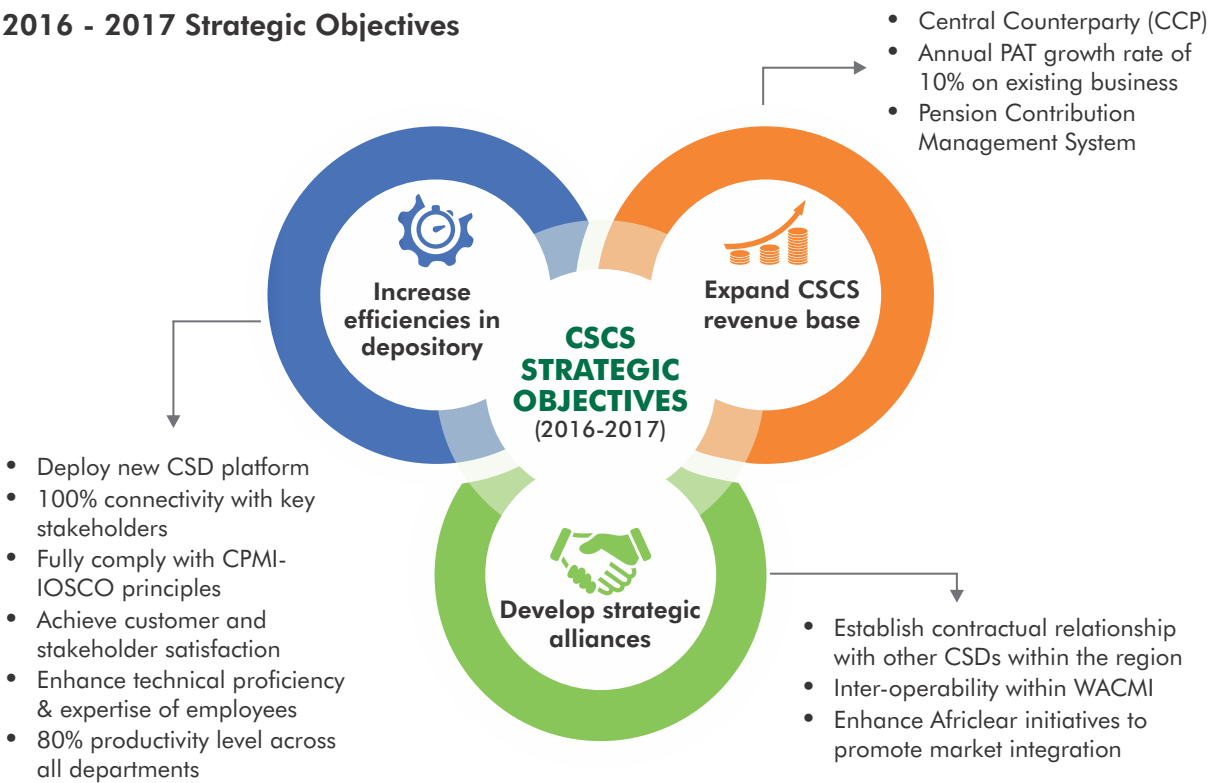 2016 - 2017 Strategic Objectives
• Central Counterparty (CCP)
• Annual PAT growth rate of
10% on existing business
• Pension Contribution
Management System
Increase
efficiencies in
depository
Expand CSCS
revenue base
CSCS
STRATEGIC
OBJECTIVES
(2016-2017)
• Deploy new CSD platform
• 100% connectivity with key
stakeholders
• Fully comply with CPMI-
IOSCO principles
• Achieve customer and
stakeholder satisfaction
• Enhance technical proficiency
& expertise of employees
• 80% productivity level across
all departments
Develop strategic
alliances
• Establish contractual relationship
with other CSDs within the region
• Inter-operability within WACMI
• Enhance Africlear initiatives to
promote market integration